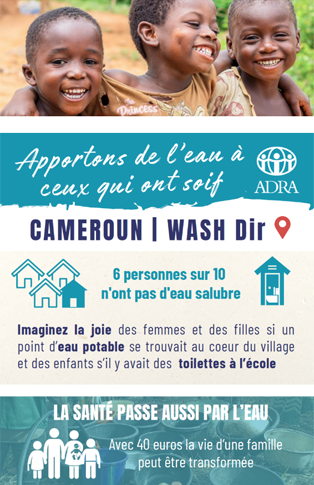 Princess
Apportons de l'eau à
ceux qui ont soif
ADRA
CAMEROUN | WASH Dir
6 personnes sur 10
n'ont pas d'eau salubre
Imaginez la joie des femmes et des filles si un
point d'eau potable se trouvait au coeur du village
et des enfants s'il y avait des toilettes à l'école
LA SANTÉ PASSE AUSSI PAR L'EAU
Avec 40 euros la vie d'une famille
peut être transformée